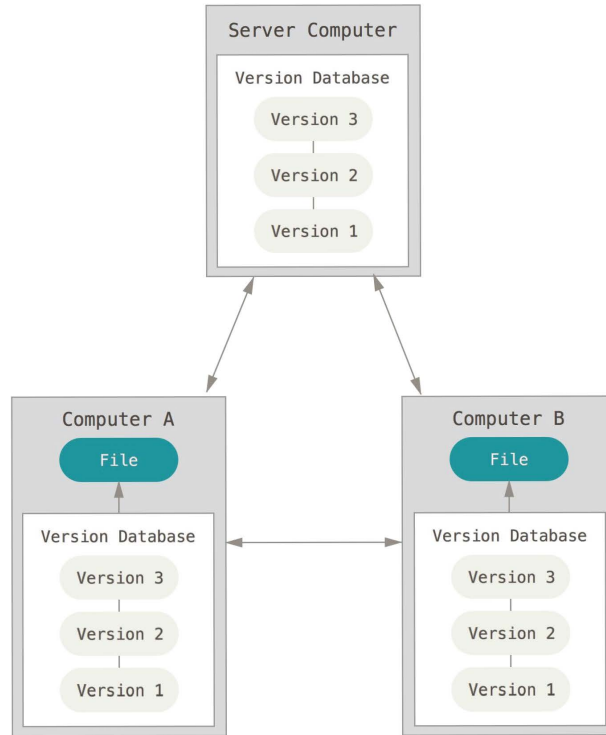 Server Computer
Version Database
Version 3
Version 2
Version 1
Computer A
File
Version Database
Version 3
Version 2
Version 1
Computer B
File
Version Database
Version 3
Version 2
Version 1